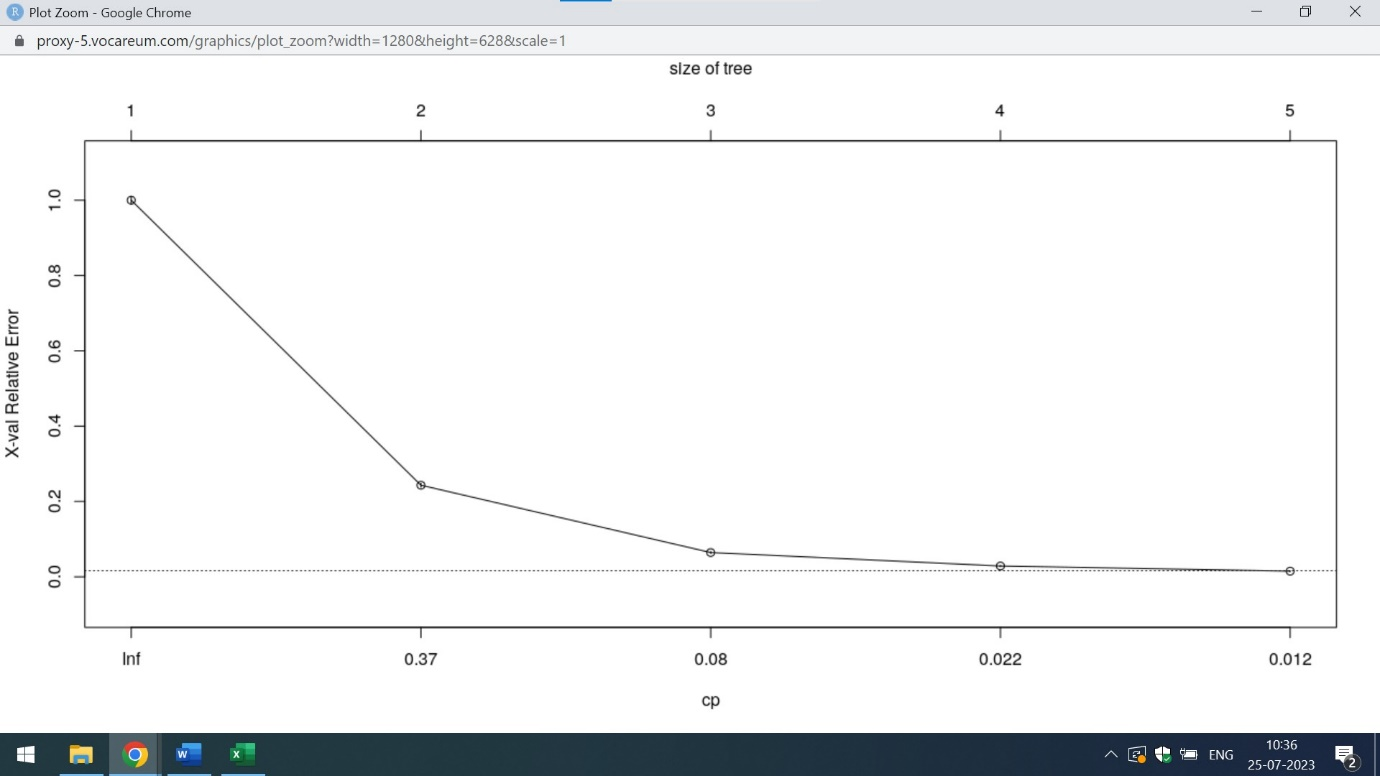 R Plot Zoom - Google Chrome
proxy-5.vocareum.com/graphics/plot_zoom?width=1280&height=628&scale=1
size of tree
1 2 3 4 5
X-val Relative Error
1.0
0.8
0.6
0.4
0.2
0.0
Inf 0.37 0.08 0.022 0.012
cp
W X ENG
10:36
25-07-2023
2